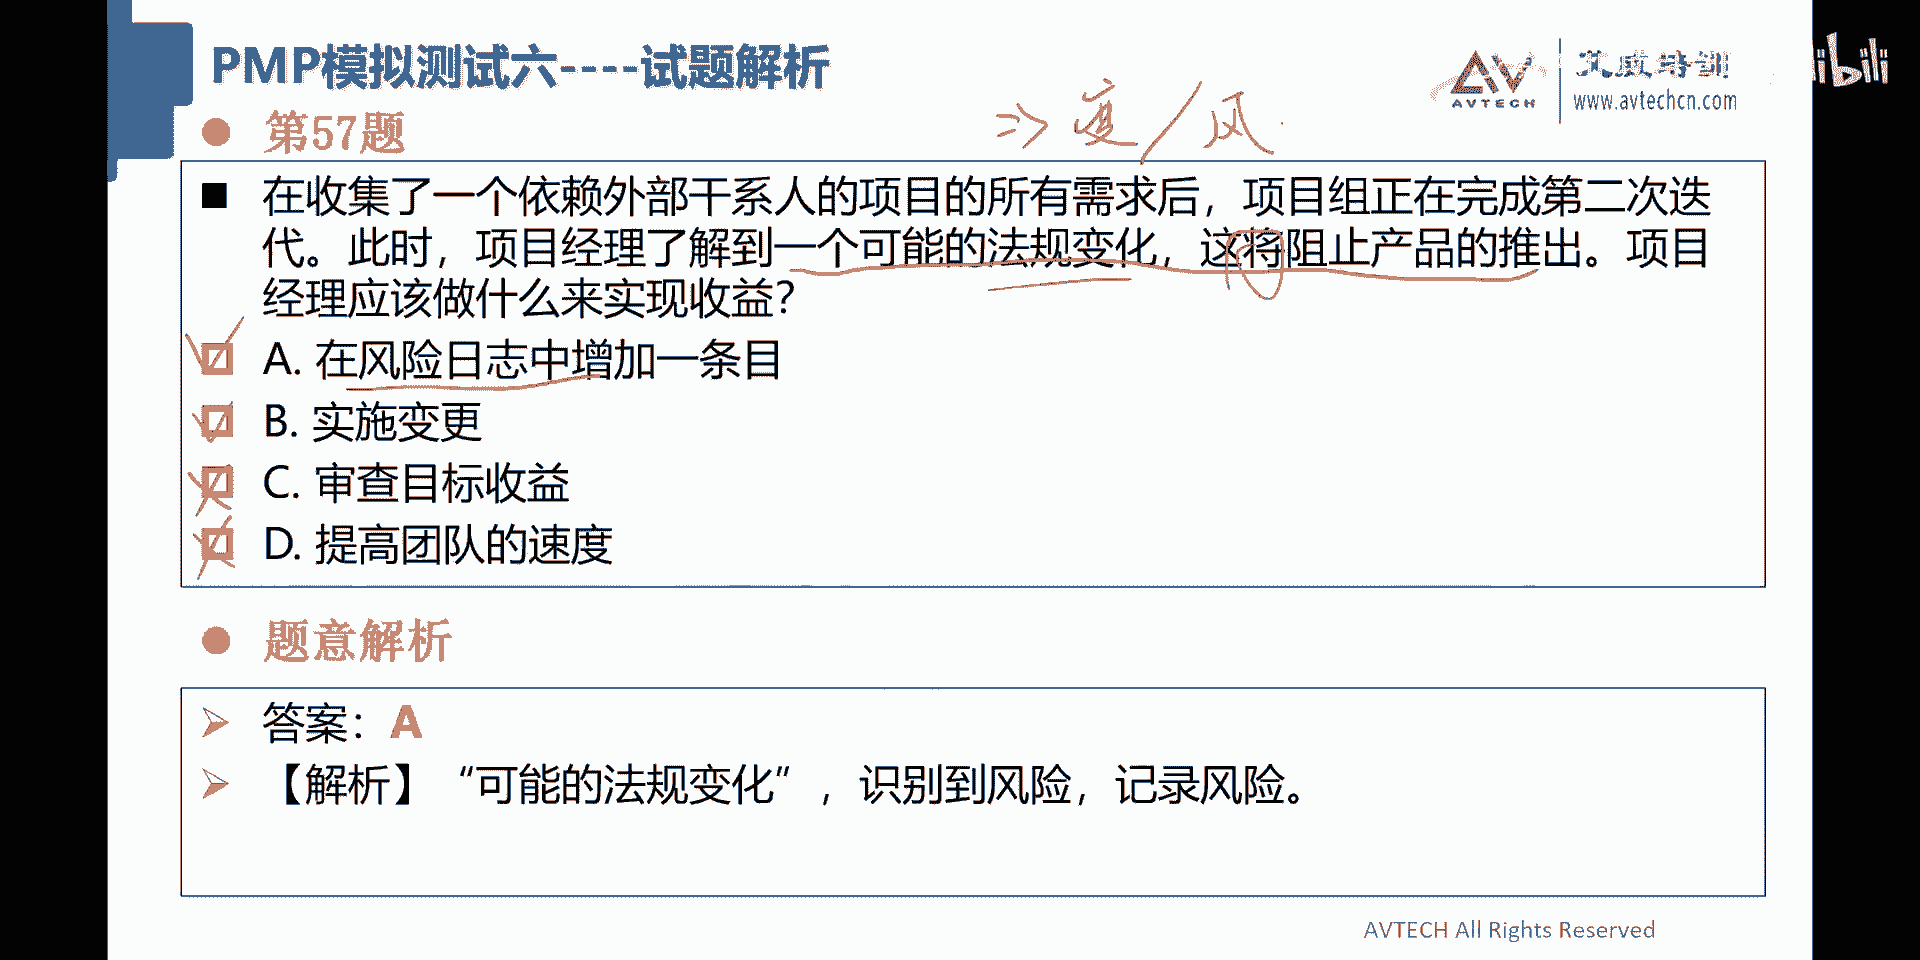 PMP模拟测试六----试题解析
AVTECH
艾威培训
www.avtechcn.com
第57题
=> 变/风
在收集了一个依赖外部干系人的项目的所有需求后，项目组正在完成第二次迭
代。此时，项目经理了解到一个可能的法规变化，这将阻止产品的推出。项目
经理应该做什么来实现收益？
A. 在风险日志中增加一条目
B. 实施变更
C. 审查目标收益
D. 提高团队的速度
题意解析
答案：A
【解析】“可能的法规变化”，识别到风险，记录风险。
AVTECH All Rights Reserved